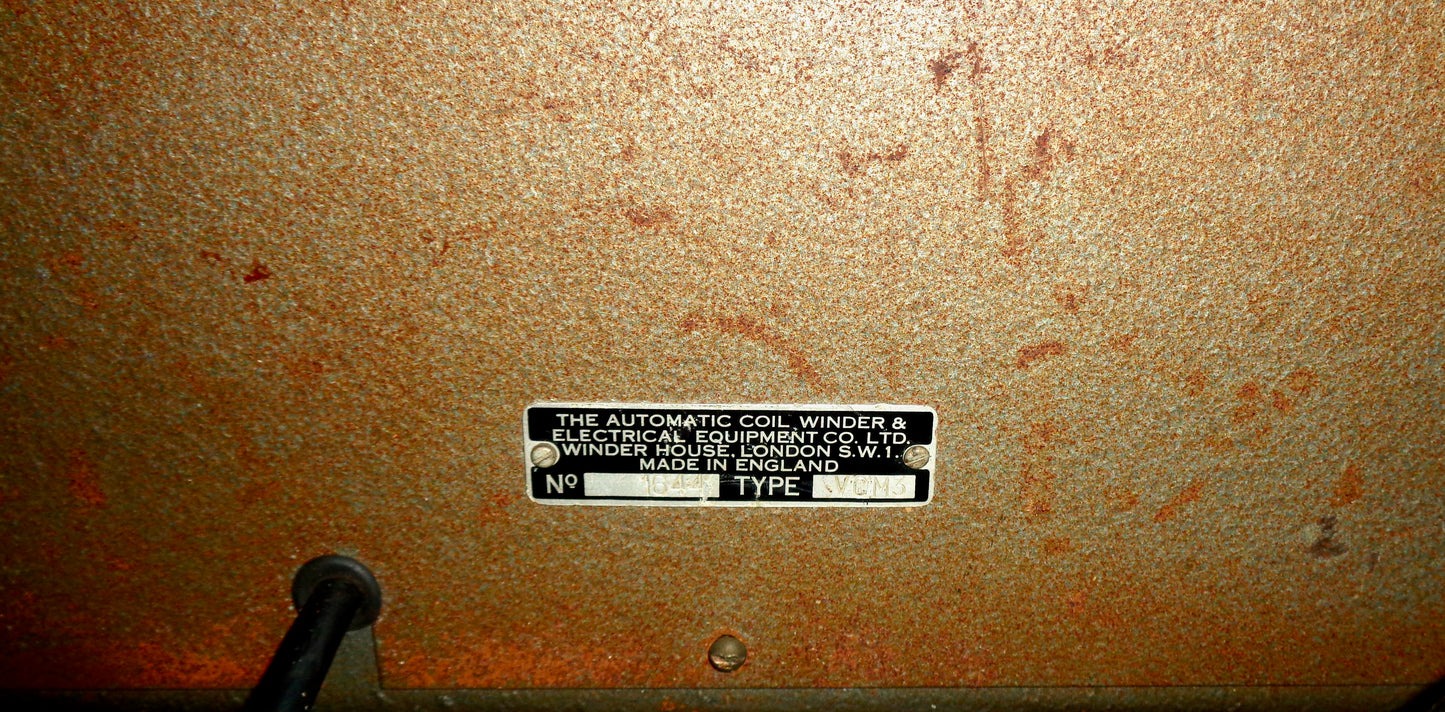 THE AUTOMATIC COIL WINDER &
ELECTRICAL EQUIPMENT CO. LTD.
WINDER HOUSE, LONDON S.W.1.
MADE IN ENGLAND
Nº 1644 TYPE VCM3